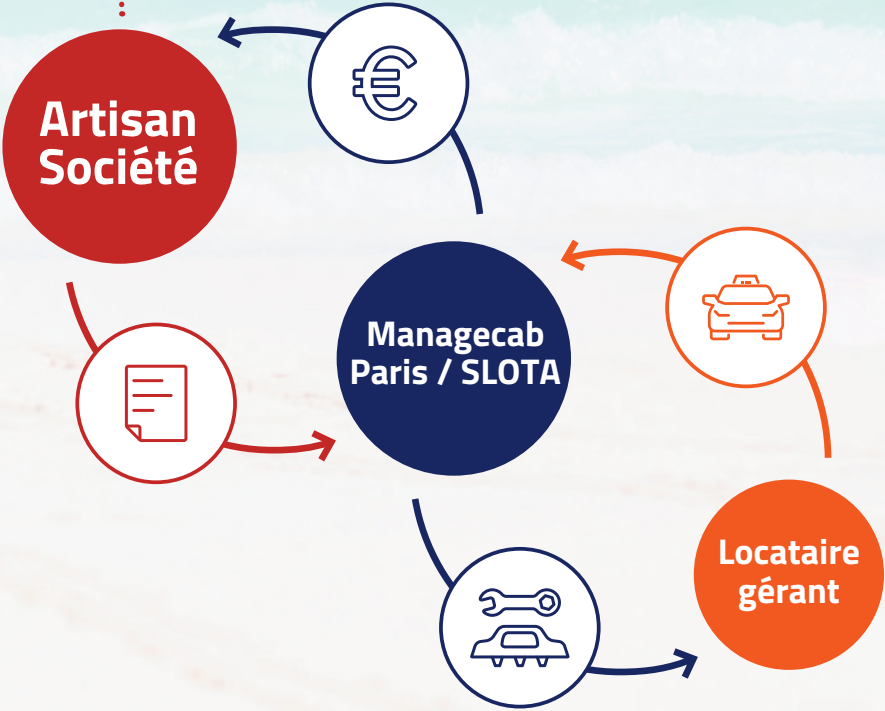 Artisan
Société
Managecab
Paris / SLOTA
Locataire
gérant